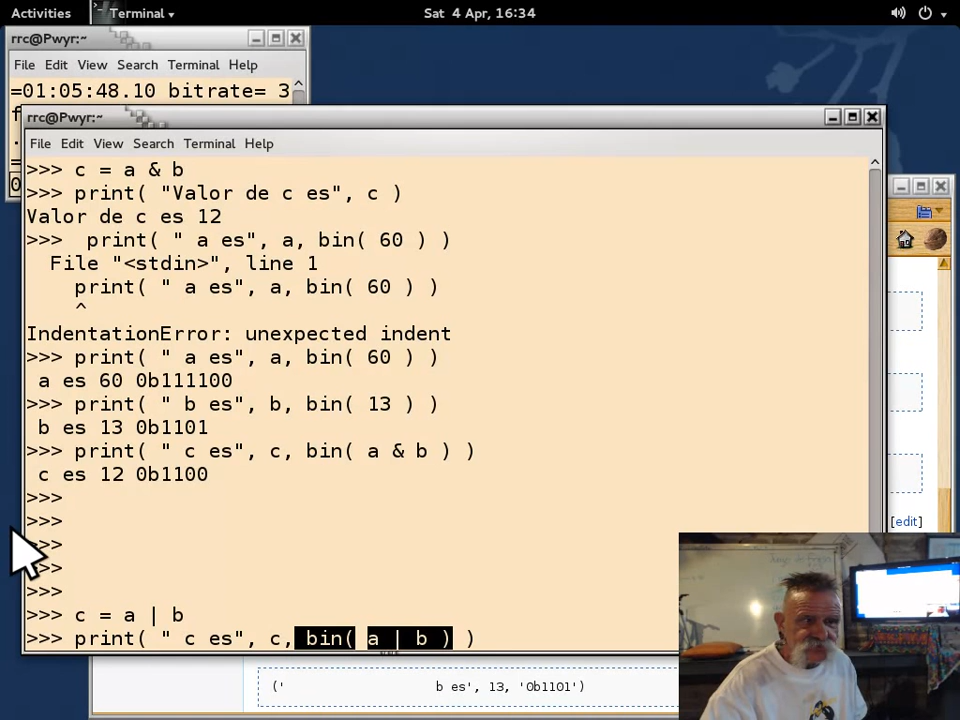 Activities
Terminal
Sat 4 Apr, 16:34
rrc@Pwyr:~
File Edit View Search Terminal Help
=01:05:48.10 bitrate= 3
rrc@Pwyr:~
File Edit View Search Terminal Help
>>> c = a & b
>>> print( "Valor de c es", c )
Valor de c es 12
>>>  print( " a es", a, bin( 60 ) )
  File "<stdin>", line 1
    print( " a es", a, bin( 60 ) )
    ^
IndentationError: unexpected indent
>>> print( " a es", a, bin( 60 ) )
 a es 60 0b111100
>>> print( " b es", b, bin( 13 ) )
 b es 13 0b1101
>>> print( " c es", c, bin( a & b ) )
 c es 12 0b1100
>>>
>>>
>>>
>>>
>>>
>>> c = a | b
>>> print( " c es", c, bin( a | b ) )
[edit]
(' b es', 13, '0b1101')